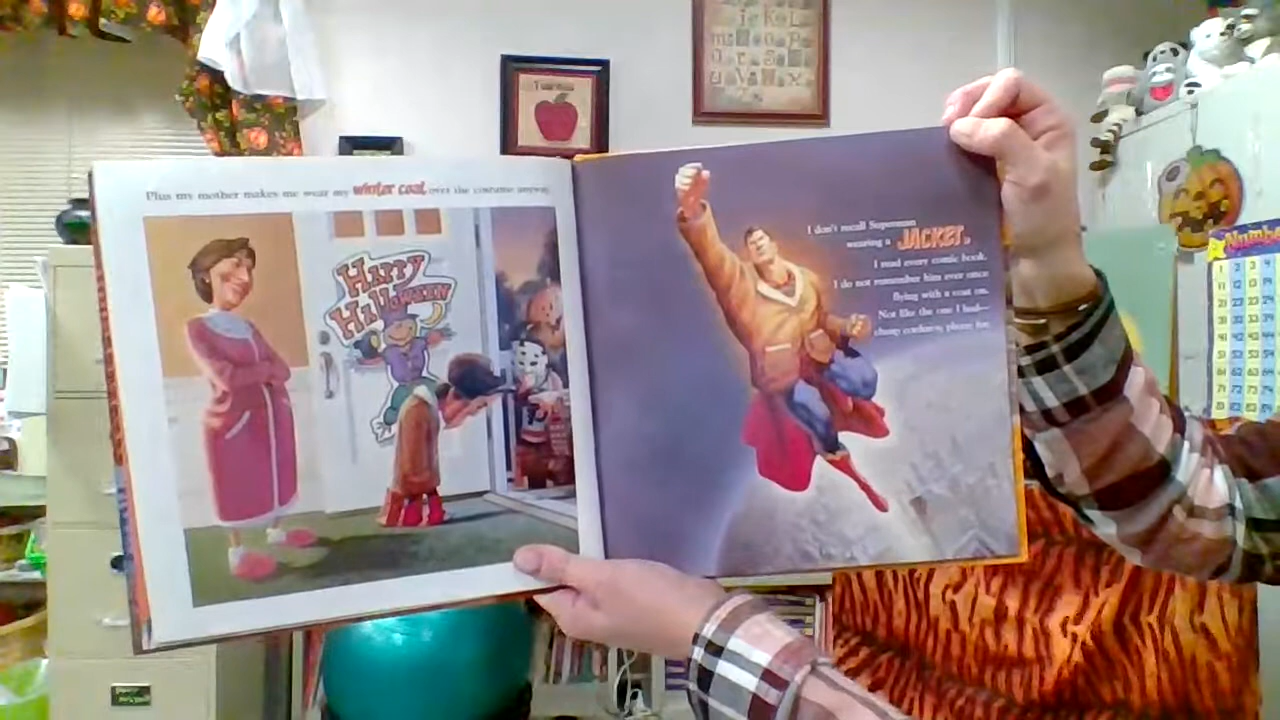 Plus my mother makes me wear my winter coat over the costume anyway.
HAPPY
HALLOWEEN
I don't recall Superman
wearing a JACKET.
I read every comic book.
I do not remember him ever once
flying with a coat on.
Not like the one I had—
cheap corduroy, phony fur.
Numbe